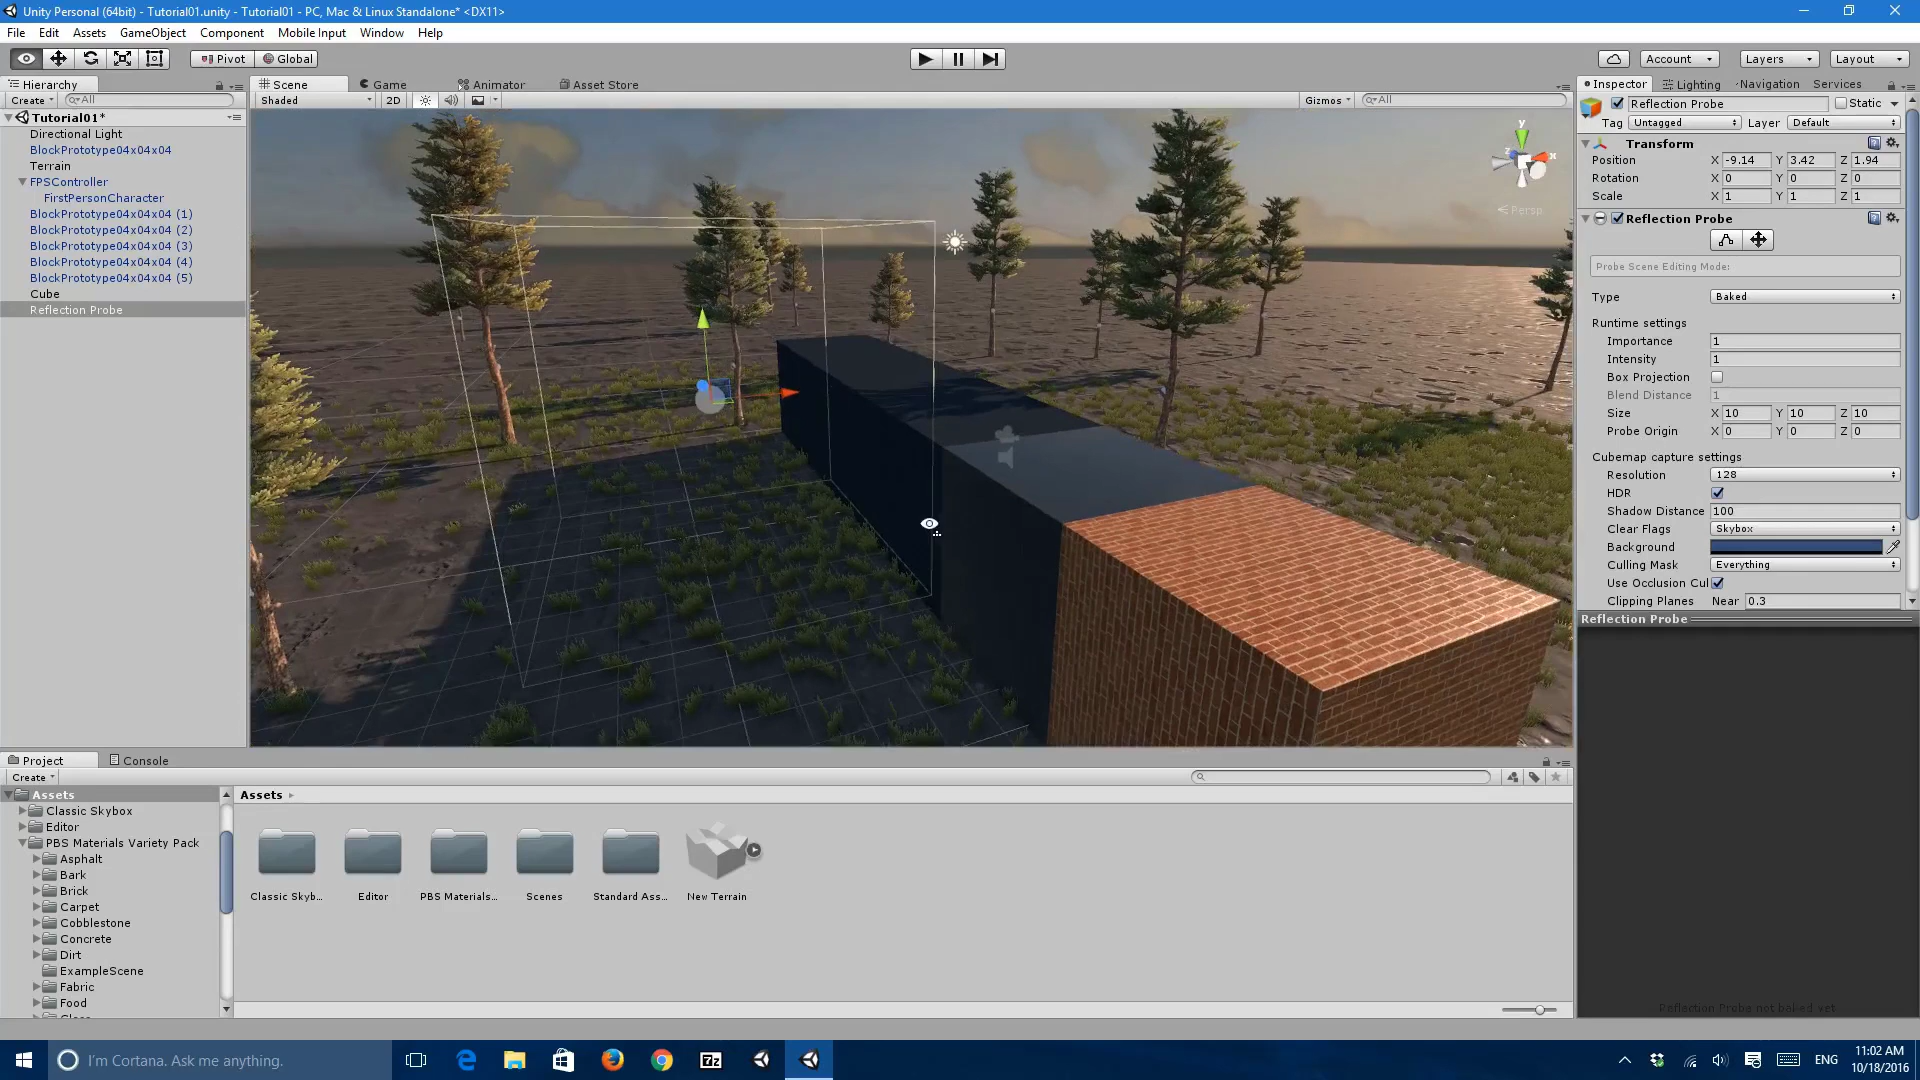 Unity Personal (64bit) - Tutorial01.unity - Tutorial01 - PC, Mac & Linux Standalone* <DX11>
File Edit Assets GameObject Component Mobile Input Window Help
Pivot Global Account Layers Layout
Hierarchy Scene Game Animator Asset Store Inspector Lighting Navigation Services
Create All Shaded 2D Gizmos All
Reflection Probe Static
Tag Untagged Layer Default
Tutorial01*
Directional Light
BlockPrototype04x04x04
Terrain
FPSController
FirstPersonCharacter
BlockPrototype04x04x04 (1)
BlockPrototype04x04x04 (2)
BlockPrototype04x04x04 (3)
BlockPrototype04x04x04 (4)
BlockPrototype04x04x04 (5)
Cube
Reflection Probe
y
z x
Persp
Transform
Position X -9.14 Y 3.42 Z 1.94
Rotation X 0 Y 0 Z 0
Scale X 1 Y 1 Z 1
Reflection Probe
Probe Scene Editing Mode:
Type Baked
Runtime settings
Importance 1
Intensity 1
Box Projection
Blend Distance 1
Size X 10 Y 10 Z 10
Probe Origin X 0 Y 0 Z 0
Cubemap capture settings
Resolution 128
HDR
Shadow Distance 100
Clear Flags Skybox
Background
Culling Mask Everything
Use Occlusion Cul
Clipping Planes Near 0.3
Reflection Probe
Reflection Probe not baked yet
Project Console
Create
Assets
Classic Skybox
Editor
PBS Materials Variety Pack
Asphalt
Bark
Brick
Carpet
Cobblestone
Concrete
Dirt
ExampleScene
Fabric
Food
Assets
Classic Skyb... Editor PBS Materials... Scenes Standard Ass... New Terrain
I'm Cortana. Ask me anything.
7z
ENG
11:02 AM
10/18/2016